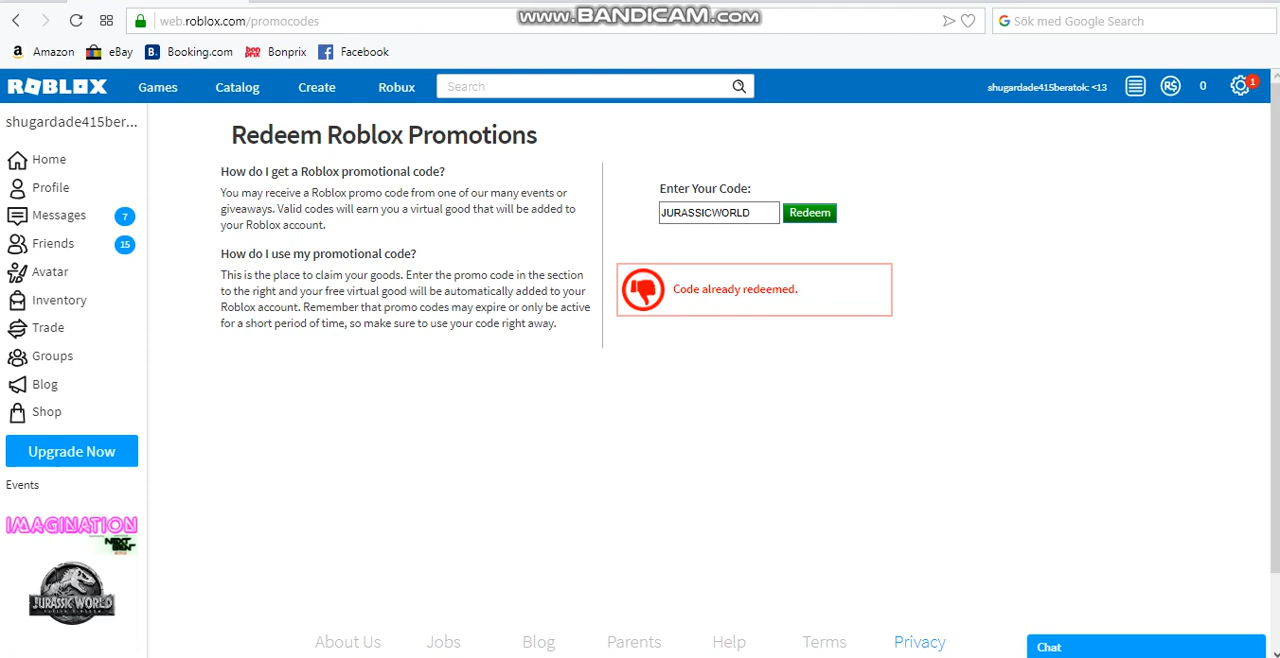 web.roblox.com/promocodes
www.BANDICAM.com
Sök med Google Search
a Amazon
eBay
B. Booking.com
bon prix Bonprix
f Facebook
ROBLOX
Games
Catalog
Create
Robux
Search
shugardade415beratok: <13
R$
0
1
shugardade415ber...
Home
Profile
Messages 7
Friends 15
Avatar
Inventory
Trade
Groups
Blog
Shop
Upgrade Now
Events
IMAGINATION
NEXT GEN
JURASSIC WORLD
Redeem Roblox Promotions
How do I get a Roblox promotional code?
You may receive a Roblox promo code from one of our many events or
giveaways. Valid codes will earn you a virtual good that will be added to
your Roblox account.
How do I use my promotional code?
This is the place to claim your goods. Enter the promo code in the section
to the right and your free virtual good will be automatically added to your
Roblox account. Remember that promo codes may expire or only be active
for a short period of time, so make sure to use your code right away.
Enter Your Code:
JURASSICWORLD Redeem
Code already redeemed.
About Us
Jobs
Blog
Parents
Help
Terms
Privacy
Chat